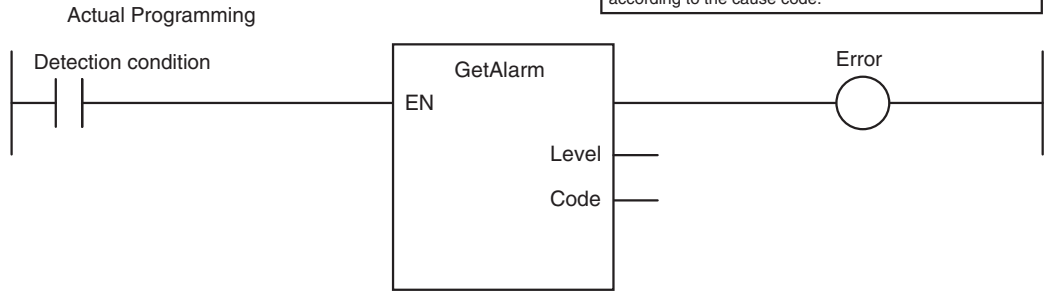 according to the cause code.
Actual Programming
Detection condition
GetAlarm
Error
EN
Level
Code